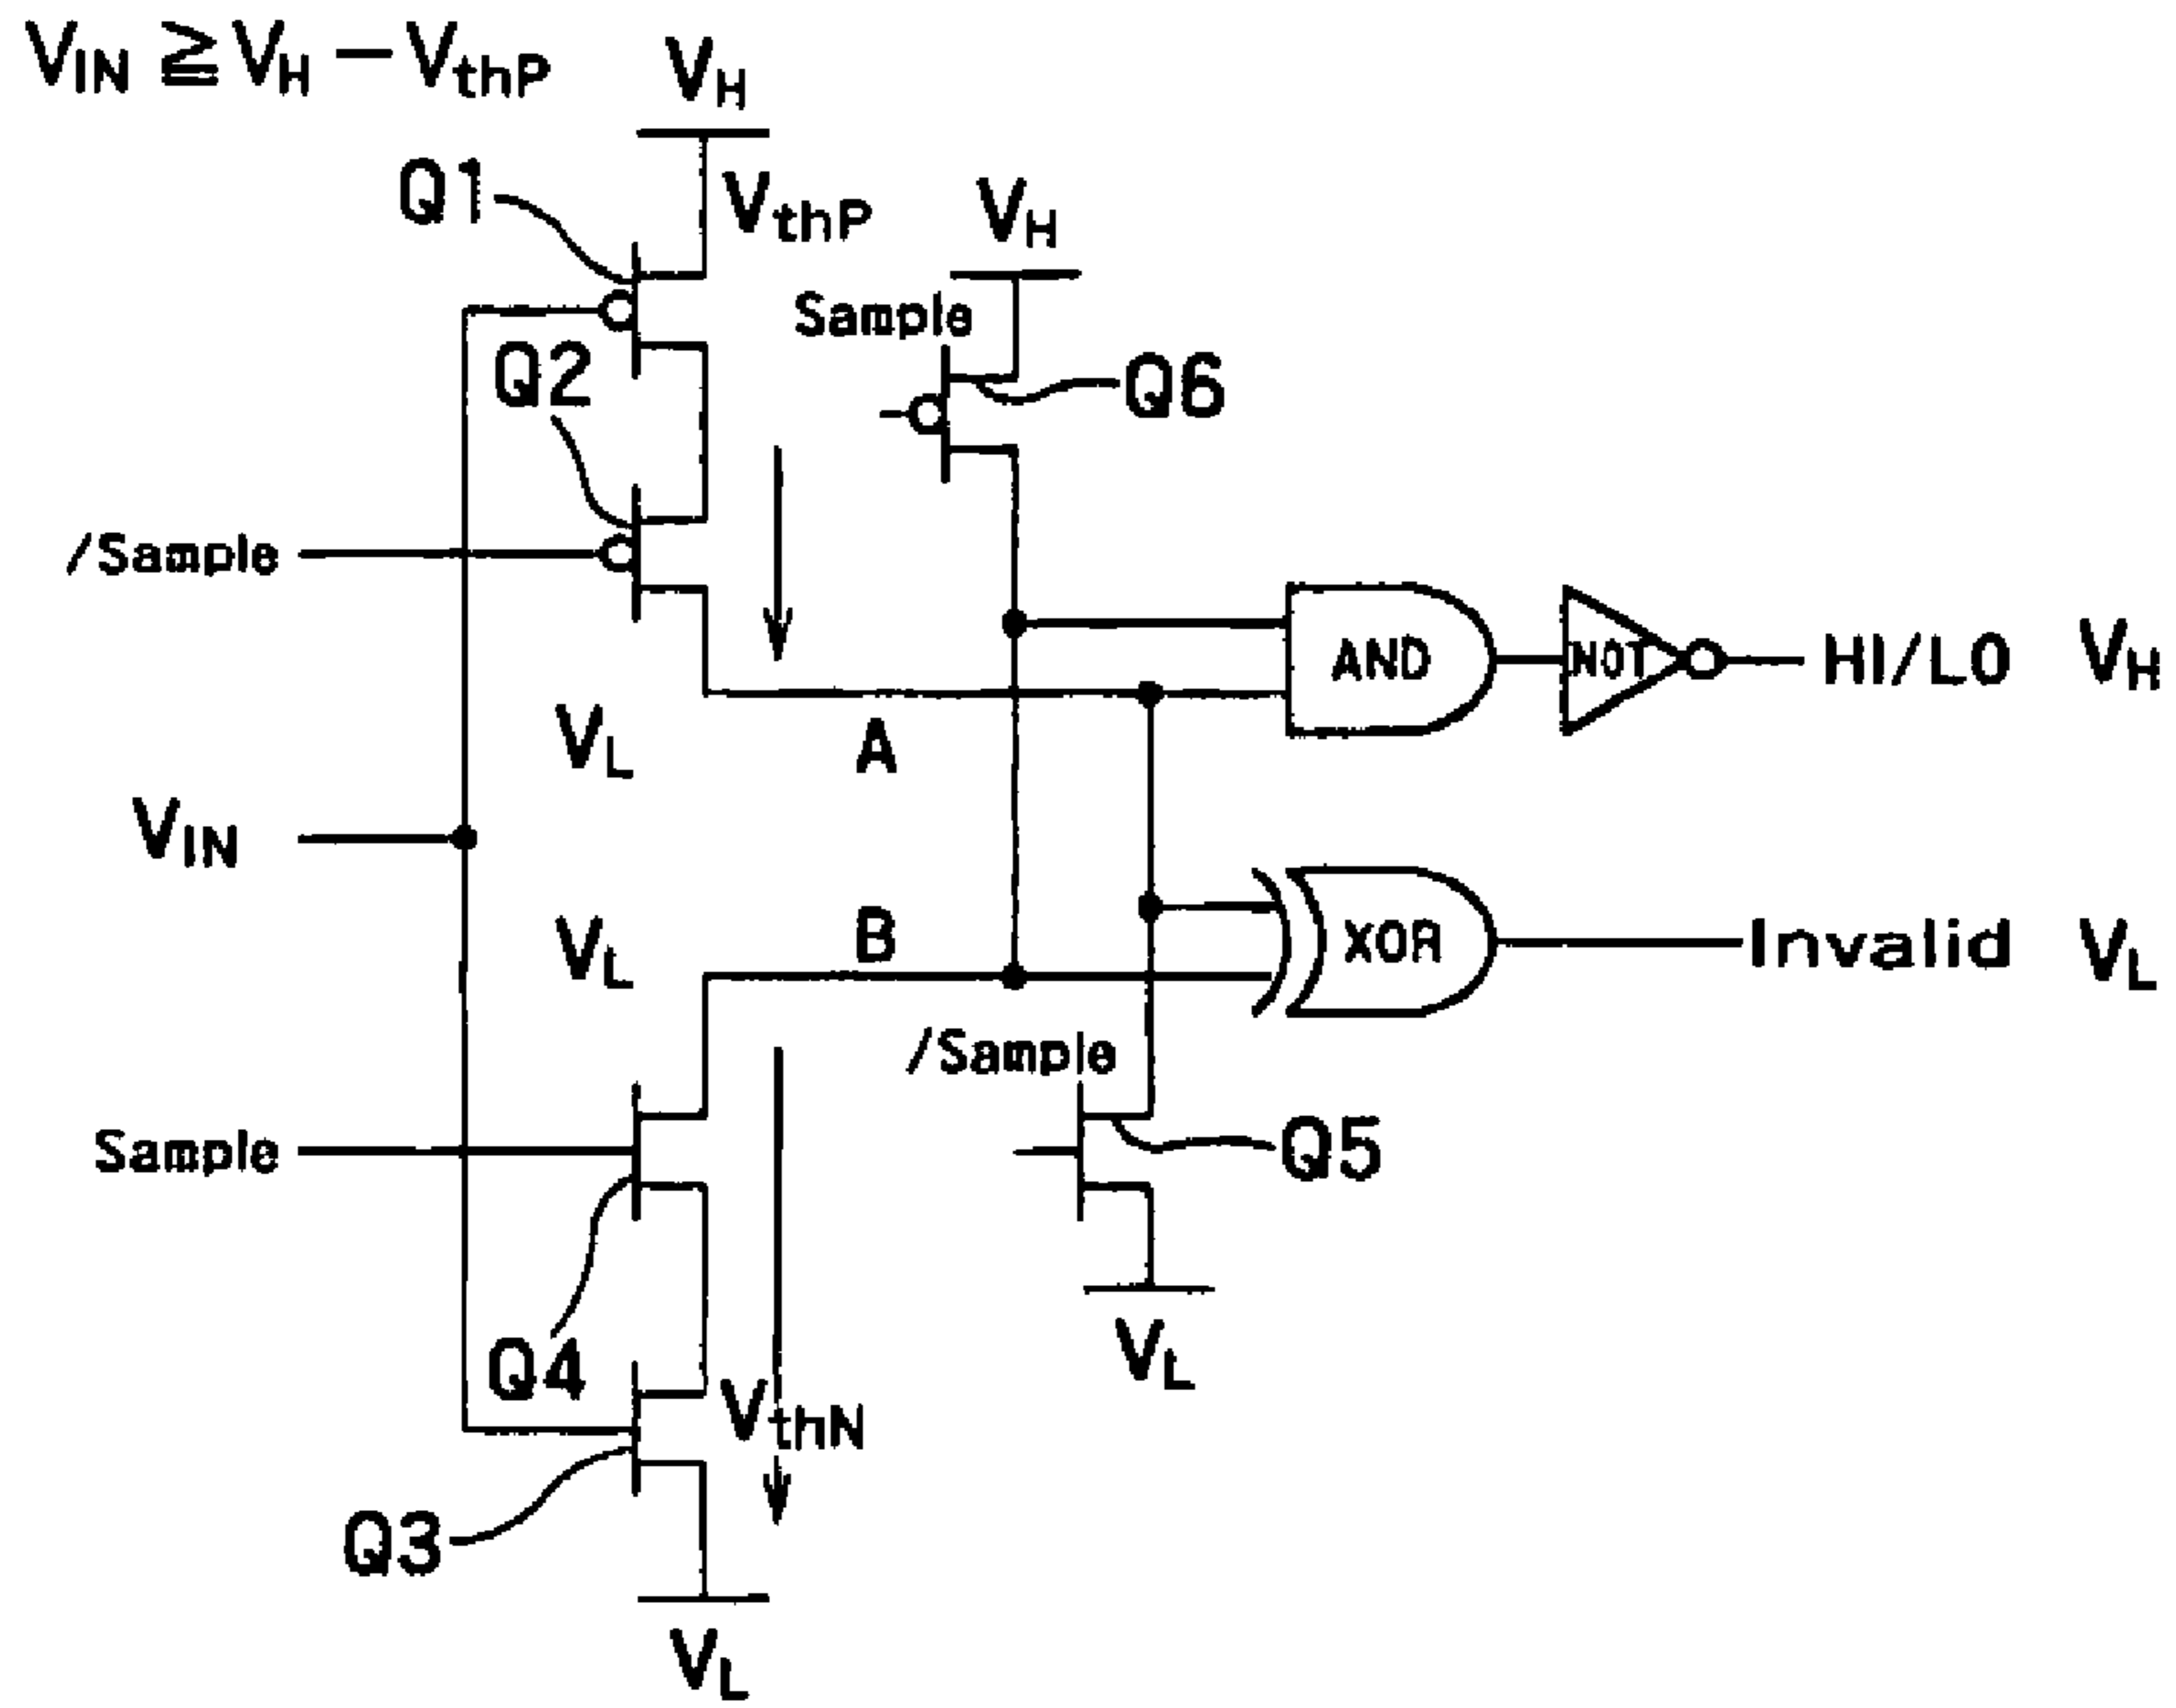 VIN ≧ VH − VthP
VH
Q1
VthP
VH
Sample
Q2
Q6
/Sample
AND
NOT
HI/LO
VH
VL
A
VIN
VL
B
XOR
Invalid
VL
/Sample
Sample
Q5
Q4
VL
VthN
Q3
VL